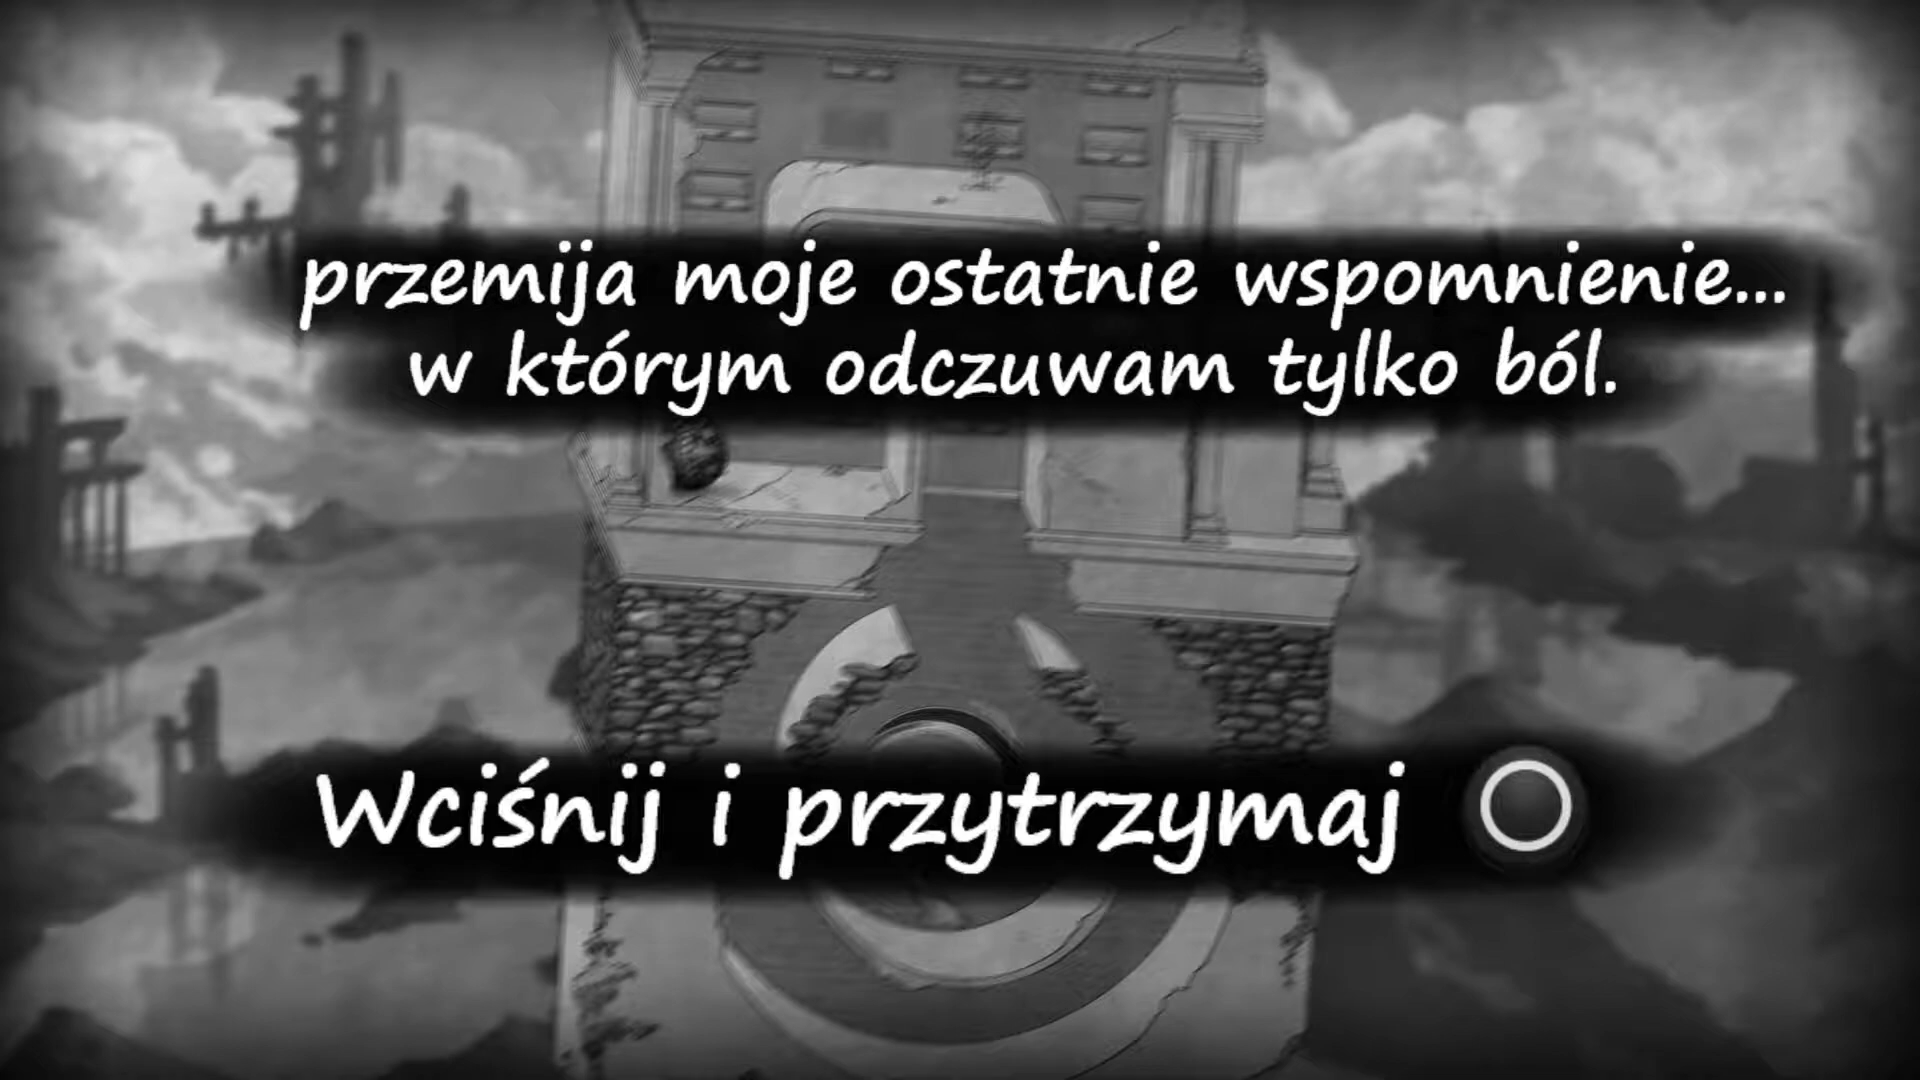 przemija moje ostatnie wspomnienie...
w którym odczuwam tylko ból.
Wciśnij i przytrzymaj